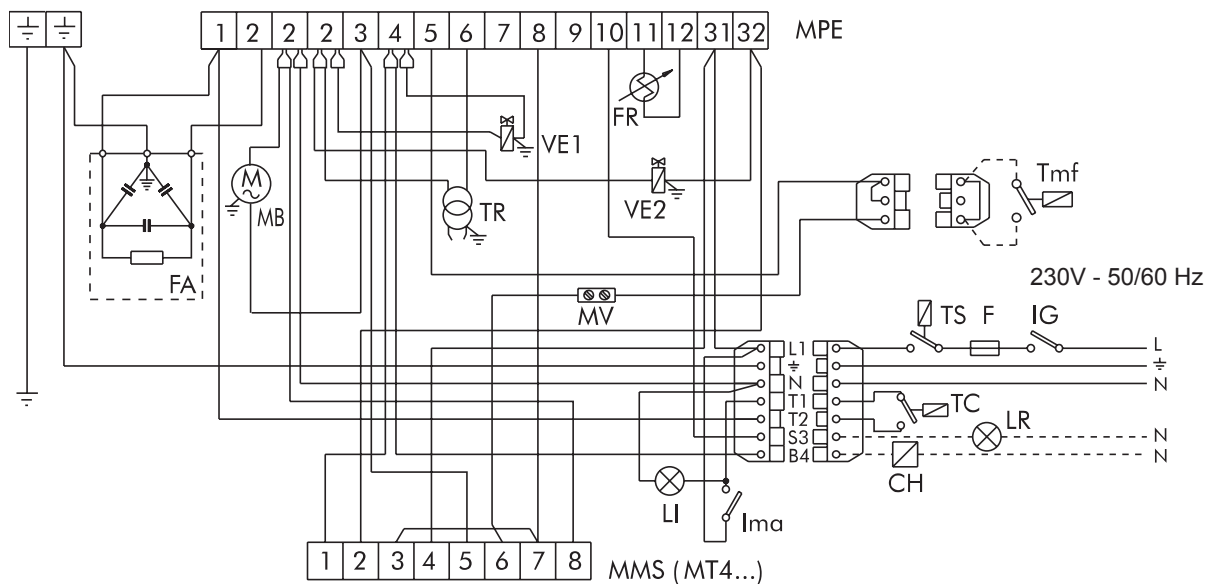 1 2 2 2 3 4 5 6 7 8 9 10 11 12 31 32 MPE
FR
VE1
M
MB
TR
VE2
Tmf
FA
230V - 50/60 Hz
MV
TS F IG
L1 L
N N
T1
T2 TC
S3 LR N
B4 N
CH
LI
Ima
1 2 3 4 5 6 7 8 MMS (MT4...)